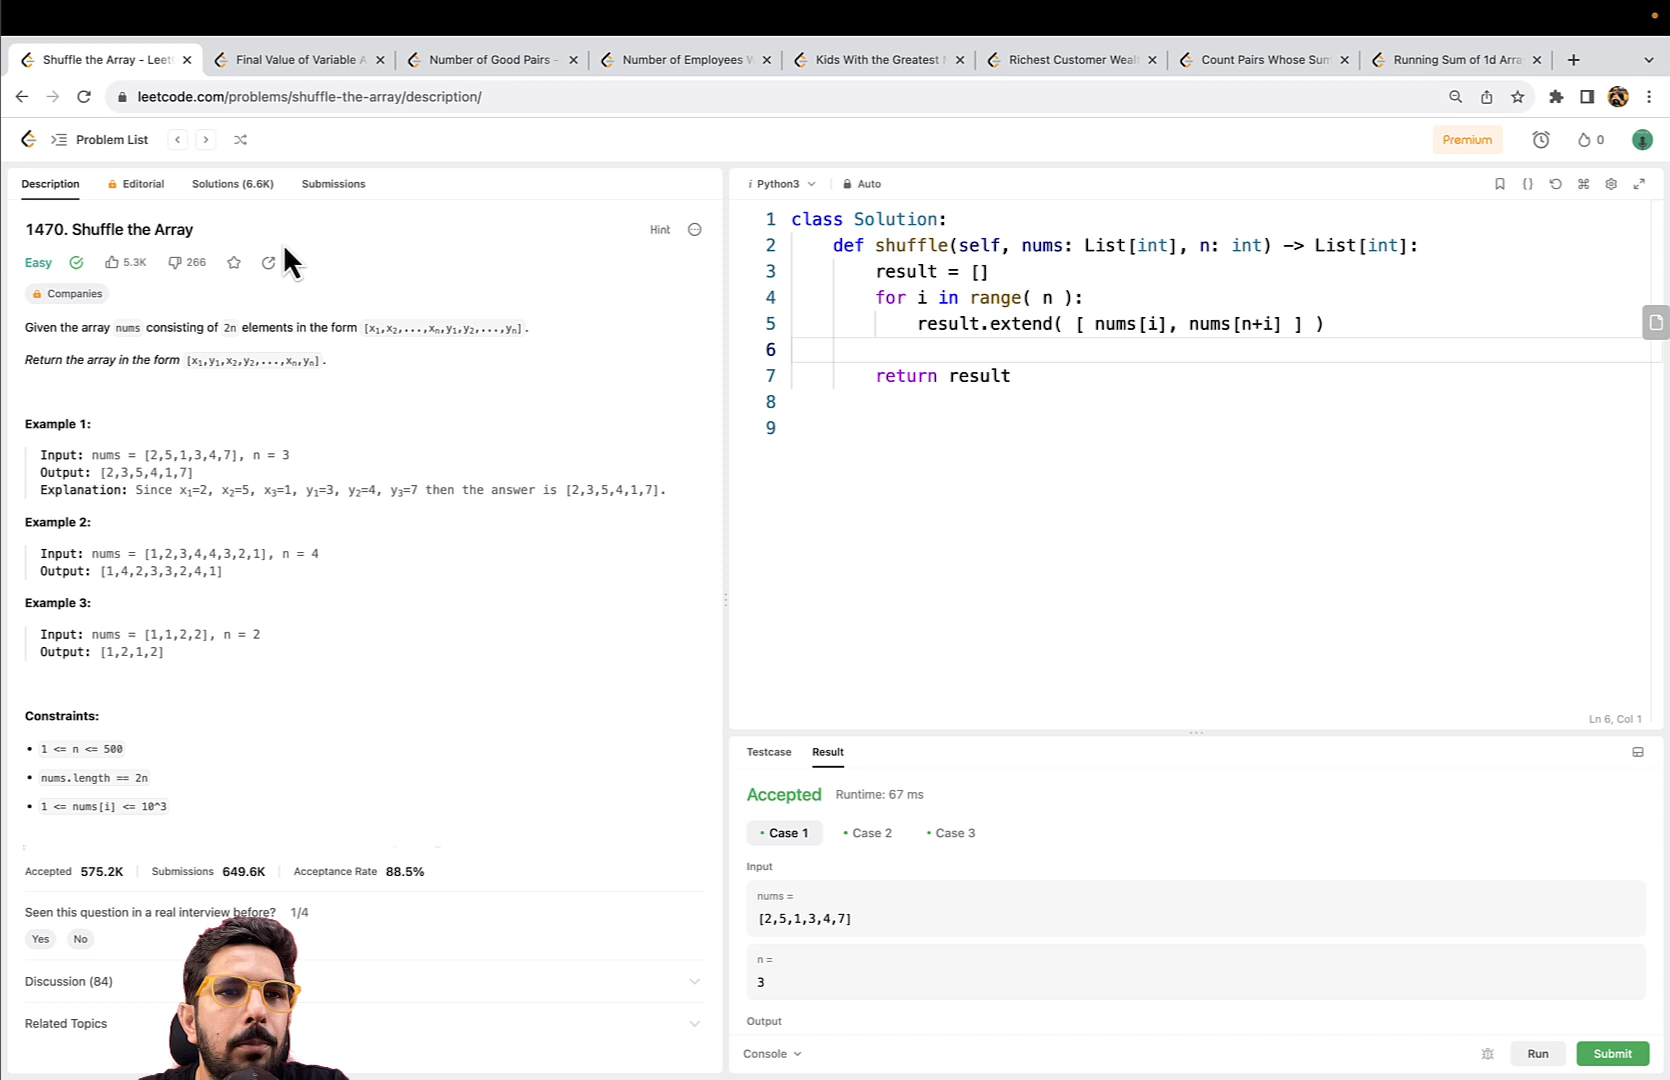 Shuffle the Array - Leet
Final Value of Variable A
Number of Good Pairs -
Number of Employees W
Kids With the Greatest
Richest Customer Weal
Count Pairs Whose Sum
Running Sum of 1d Arra
leetcode.com/problems/shuffle-the-array/description/
Problem List
Premium
0
Description
Editorial
Solutions (6.6K)
Submissions
1470. Shuffle the Array
Hint
Easy
5.3K
266
Companies
Given the array nums consisting of 2n elements in the form [x₁,x₂,...,xₙ,y₁,y₂,...,yₙ].
Return the array in the form [x₁,y₁,x₂,y₂,...,xₙ,yₙ].
Example 1:
Input: nums = [2,5,1,3,4,7], n = 3
Output: [2,3,5,4,1,7]
Explanation: Since x₁=2, x₂=5, x₃=1, y₁=3, y₂=4, y₃=7 then the answer is [2,3,5,4,1,7].
Example 2:
Input: nums = [1,2,3,4,4,3,2,1], n = 4
Output: [1,4,2,3,3,2,4,1]
Example 3:
Input: nums = [1,1,2,2], n = 2
Output: [1,2,1,2]
Constraints:
• 1 <= n <= 500
• nums.length == 2n
• 1 <= nums[i] <= 10^3
Accepted 575.2K
Submissions 649.6K
Acceptance Rate 88.5%
Seen this question in a real interview before? 1/4
Yes
No
Discussion (84)
Related Topics
i Python3
Auto
1 class Solution:
2 def shuffle(self, nums: List[int], n: int) -> List[int]:
3 result = []
4 for i in range( n ):
5 result.extend( [ nums[i], nums[n+i] ] )
6
7 return result
8
9
Ln 6, Col 1
Testcase
Result
Accepted
Runtime: 67 ms
• Case 1
• Case 2
• Case 3
Input
nums =
[2,5,1,3,4,7]
n =
3
Output
Console
Run
Submit